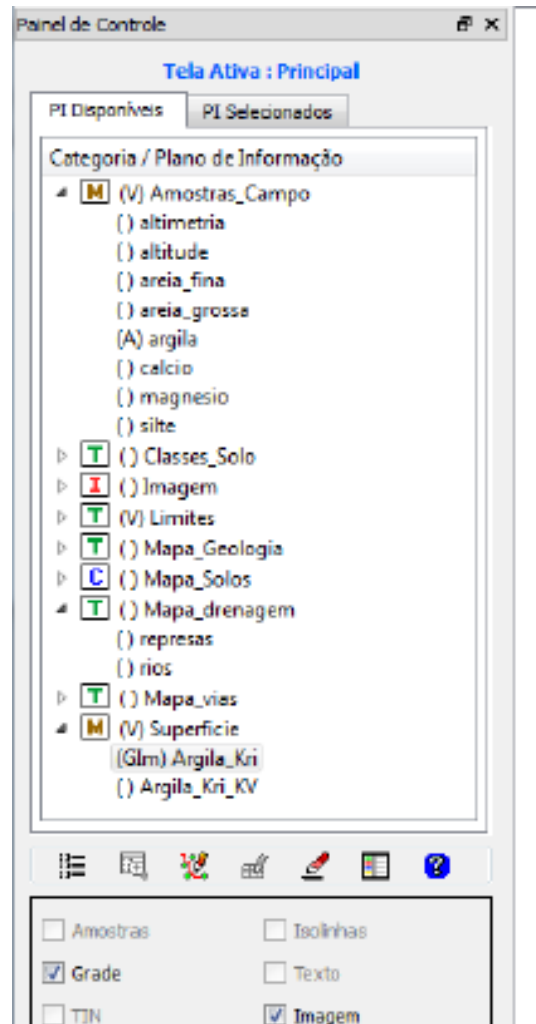 Painel de Controle
Tela Ativa : Principal
PI Disponíveis PI Selecionados
Categoria / Plano de Informação
M (V) Amostras_Campo
( ) altimetria
( ) altitude
( ) areia_fina
( ) areia_grossa
(A) argila
( ) calcio
( ) magnesio
( ) silte
T ( ) Classes_Solo
I ( ) Imagem
T (V) Limites
T ( ) Mapa_Geologia
C ( ) Mapa_Solos
T ( ) Mapa_drenagem
( ) represas
( ) rios
T ( ) Mapa_vias
M (V) Superficie
(GIm) Argila_Kri
( ) Argila_Kri_KV
?
Amostras Isolinhas
Grade Texto
TIN Imagem